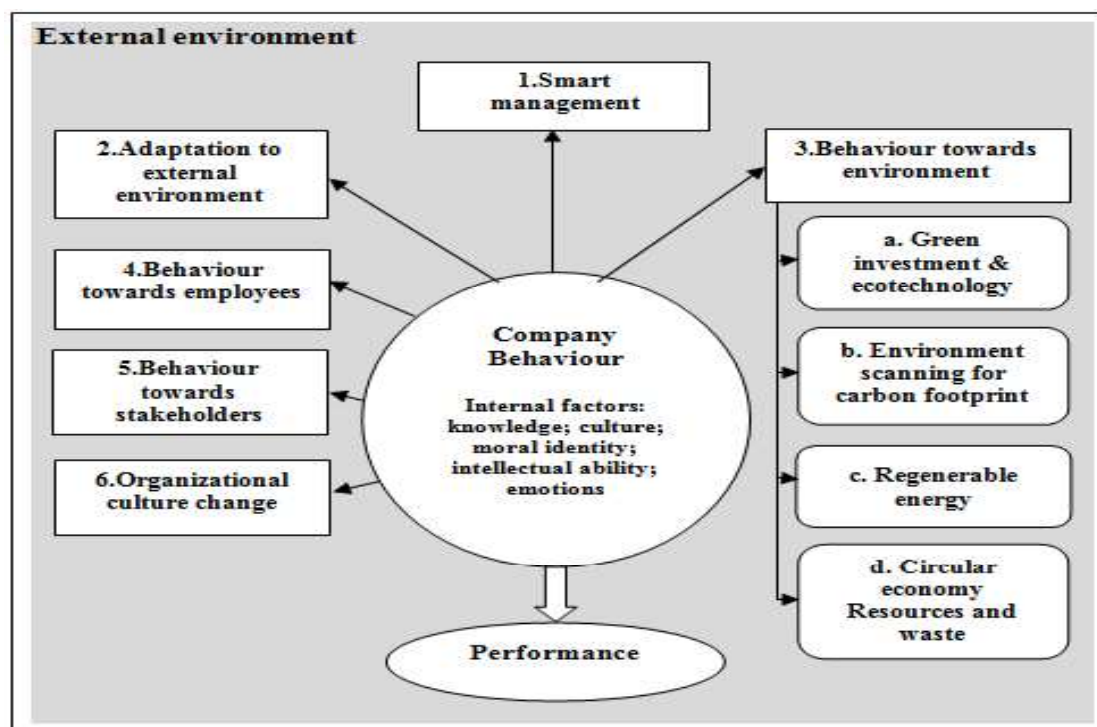 External environment
1.Smart
management
2.Adaptation to
external
environment
3.Behaviour towards
environment
4.Behaviour
towards employees
5.Behaviour
towards
stakeholders
6.Organizational
culture change
Company
Behaviour
Internal factors:
knowledge; culture;
moral identity;
intellectual ability;
emotions
a. Green
investment &
ecotechnology
b. Environment
scanning for
carbon footprint
c. Regenerable
energy
d. Circular
economy
Resources and
waste
Performance